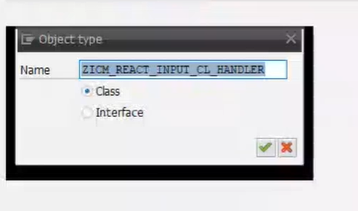 Object type
Name ZICM_REACT_INPUT_CL_HANDLER
Class
Interface